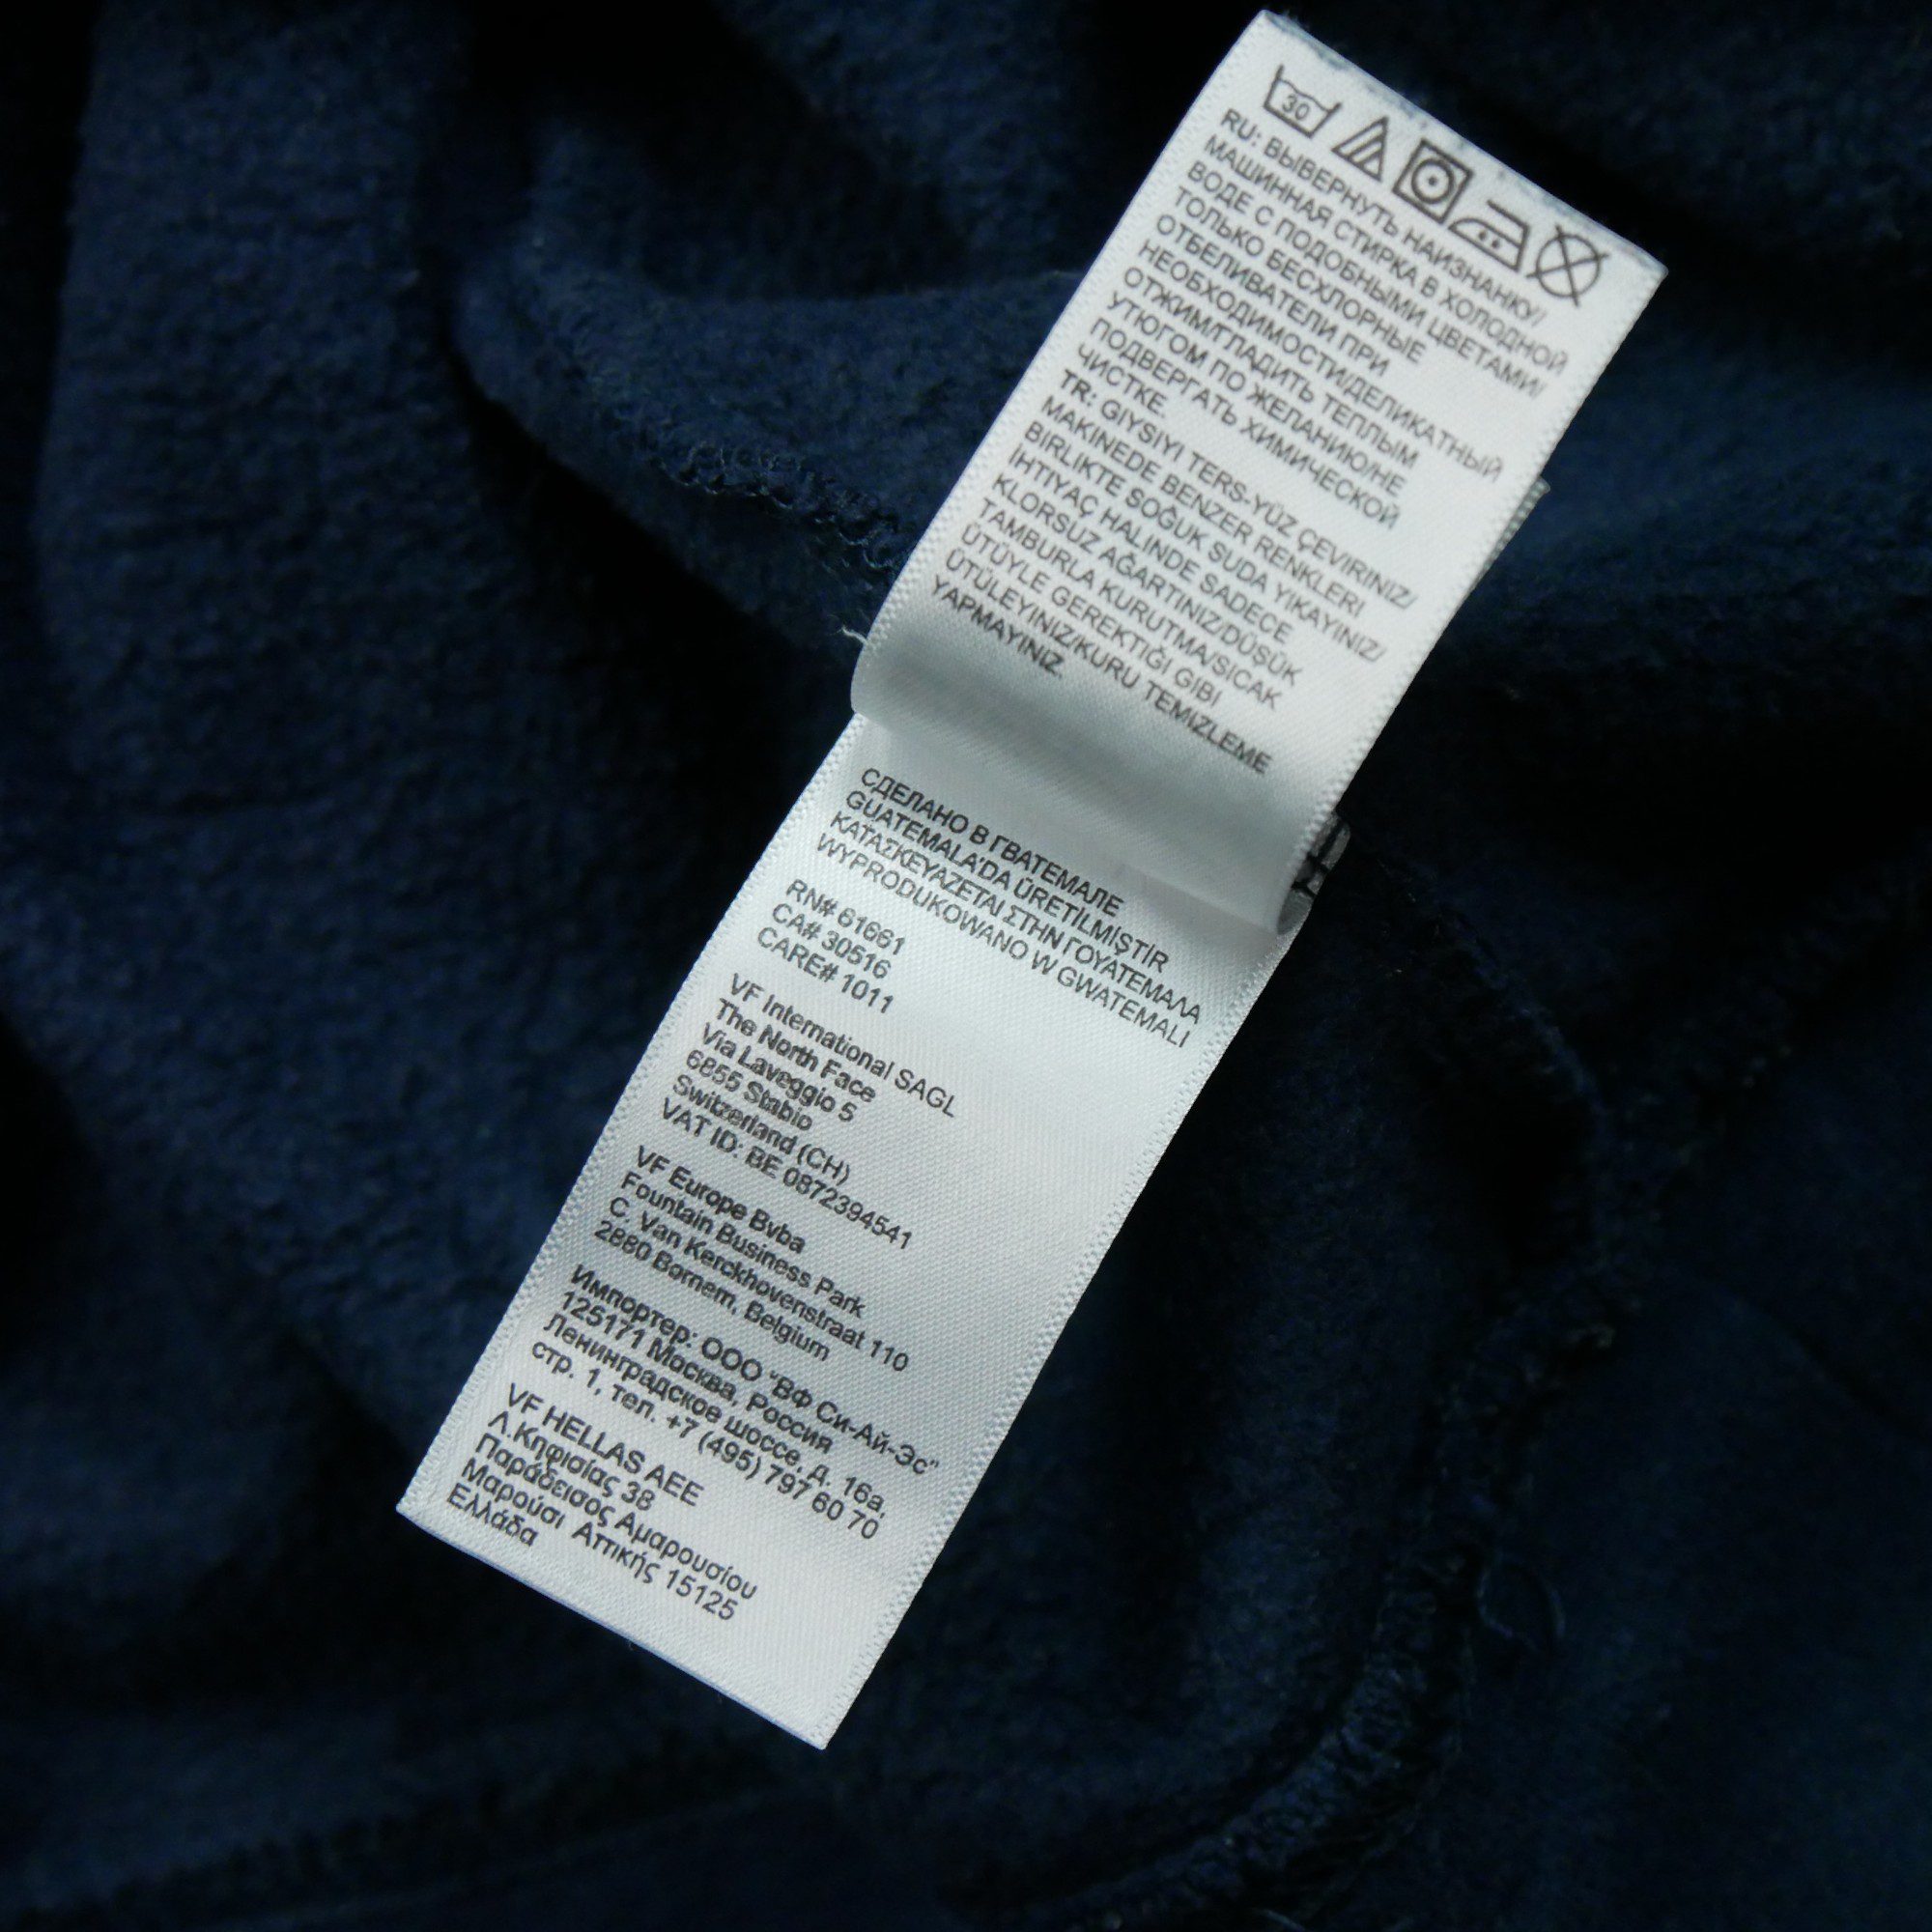 30
RU: ВЫВЕРНУТЬ НАИЗНАНКУ/
МАШИННАЯ СТИРКА В ХОЛОДНОЙ
ВОДЕ С ПОДОБНЫМИ ЦВЕТАМИ/
ТОЛЬКО БЕСХЛОРНЫЕ
ОТБЕЛИВАТЕЛИ ПРИ
НЕОБХОДИМОСТИ/ДЕЛИКАТНЫЙ
ОТЖИМ/ГЛАДИТЬ ТЕПЛЫМ
УТЮГОМ ПО ЖЕЛАНИЮ/НЕ
ПОДВЕРГАТЬ ХИМИЧЕСКОЙ
ЧИСТКЕ.
TR: GIYSIYI TERS-YÜZ ÇEVIRINIZ/
MAKINEDE BENZER RENKLERI
BIRLIKTE SOĞUK SUDA YIKAYINIZ/
İHTIYAÇ HALINDE SADECE
KLORSUZ AĞARTINIZ/DÜŞÜK
TAMBURLA KURUTMA/SICAK
ÜTÜYLE GEREKTIĞI GIBI
ÜTÜLEYINIZ/KURU TEMIZLEME
YAPMAYINIZ.
СДЕЛАНО В ГВАТЕМАЛЕ
GUATEMALA'DA ÜRETİLMİŞTİR
ΚΑΤΑΣΚΕΥΑΖΕΤΑΙ ΣΤΗΝ ΓΟΥΑΤΕΜΑΛΑ
WYPRODUKOWANO W GWATEMALI
RN# 61661
CA# 30516
CARE# 1011
VF International SAGL
The North Face
Via Laveggio 5
6855 Stabio
Switzerland (CH)
VAT ID: BE 0872394541
VF Europe Bvba
Fountain Business Park
C. Van Kerckhovenstraat 110
2880 Bornem, Belgium
Импортер: ООО "ВФ Си-Ай-Эс"
125171 Москва, Россия
Ленинградское шоссе, д. 16а,
стр. 1, тел. +7 (495) 797 60 70
VF HELLAS AEE
Λ.Κηφισίας 38
Παράδεισος Αμαρουσίου
Μαρούσι Αττικής 15125
Ελλάδα